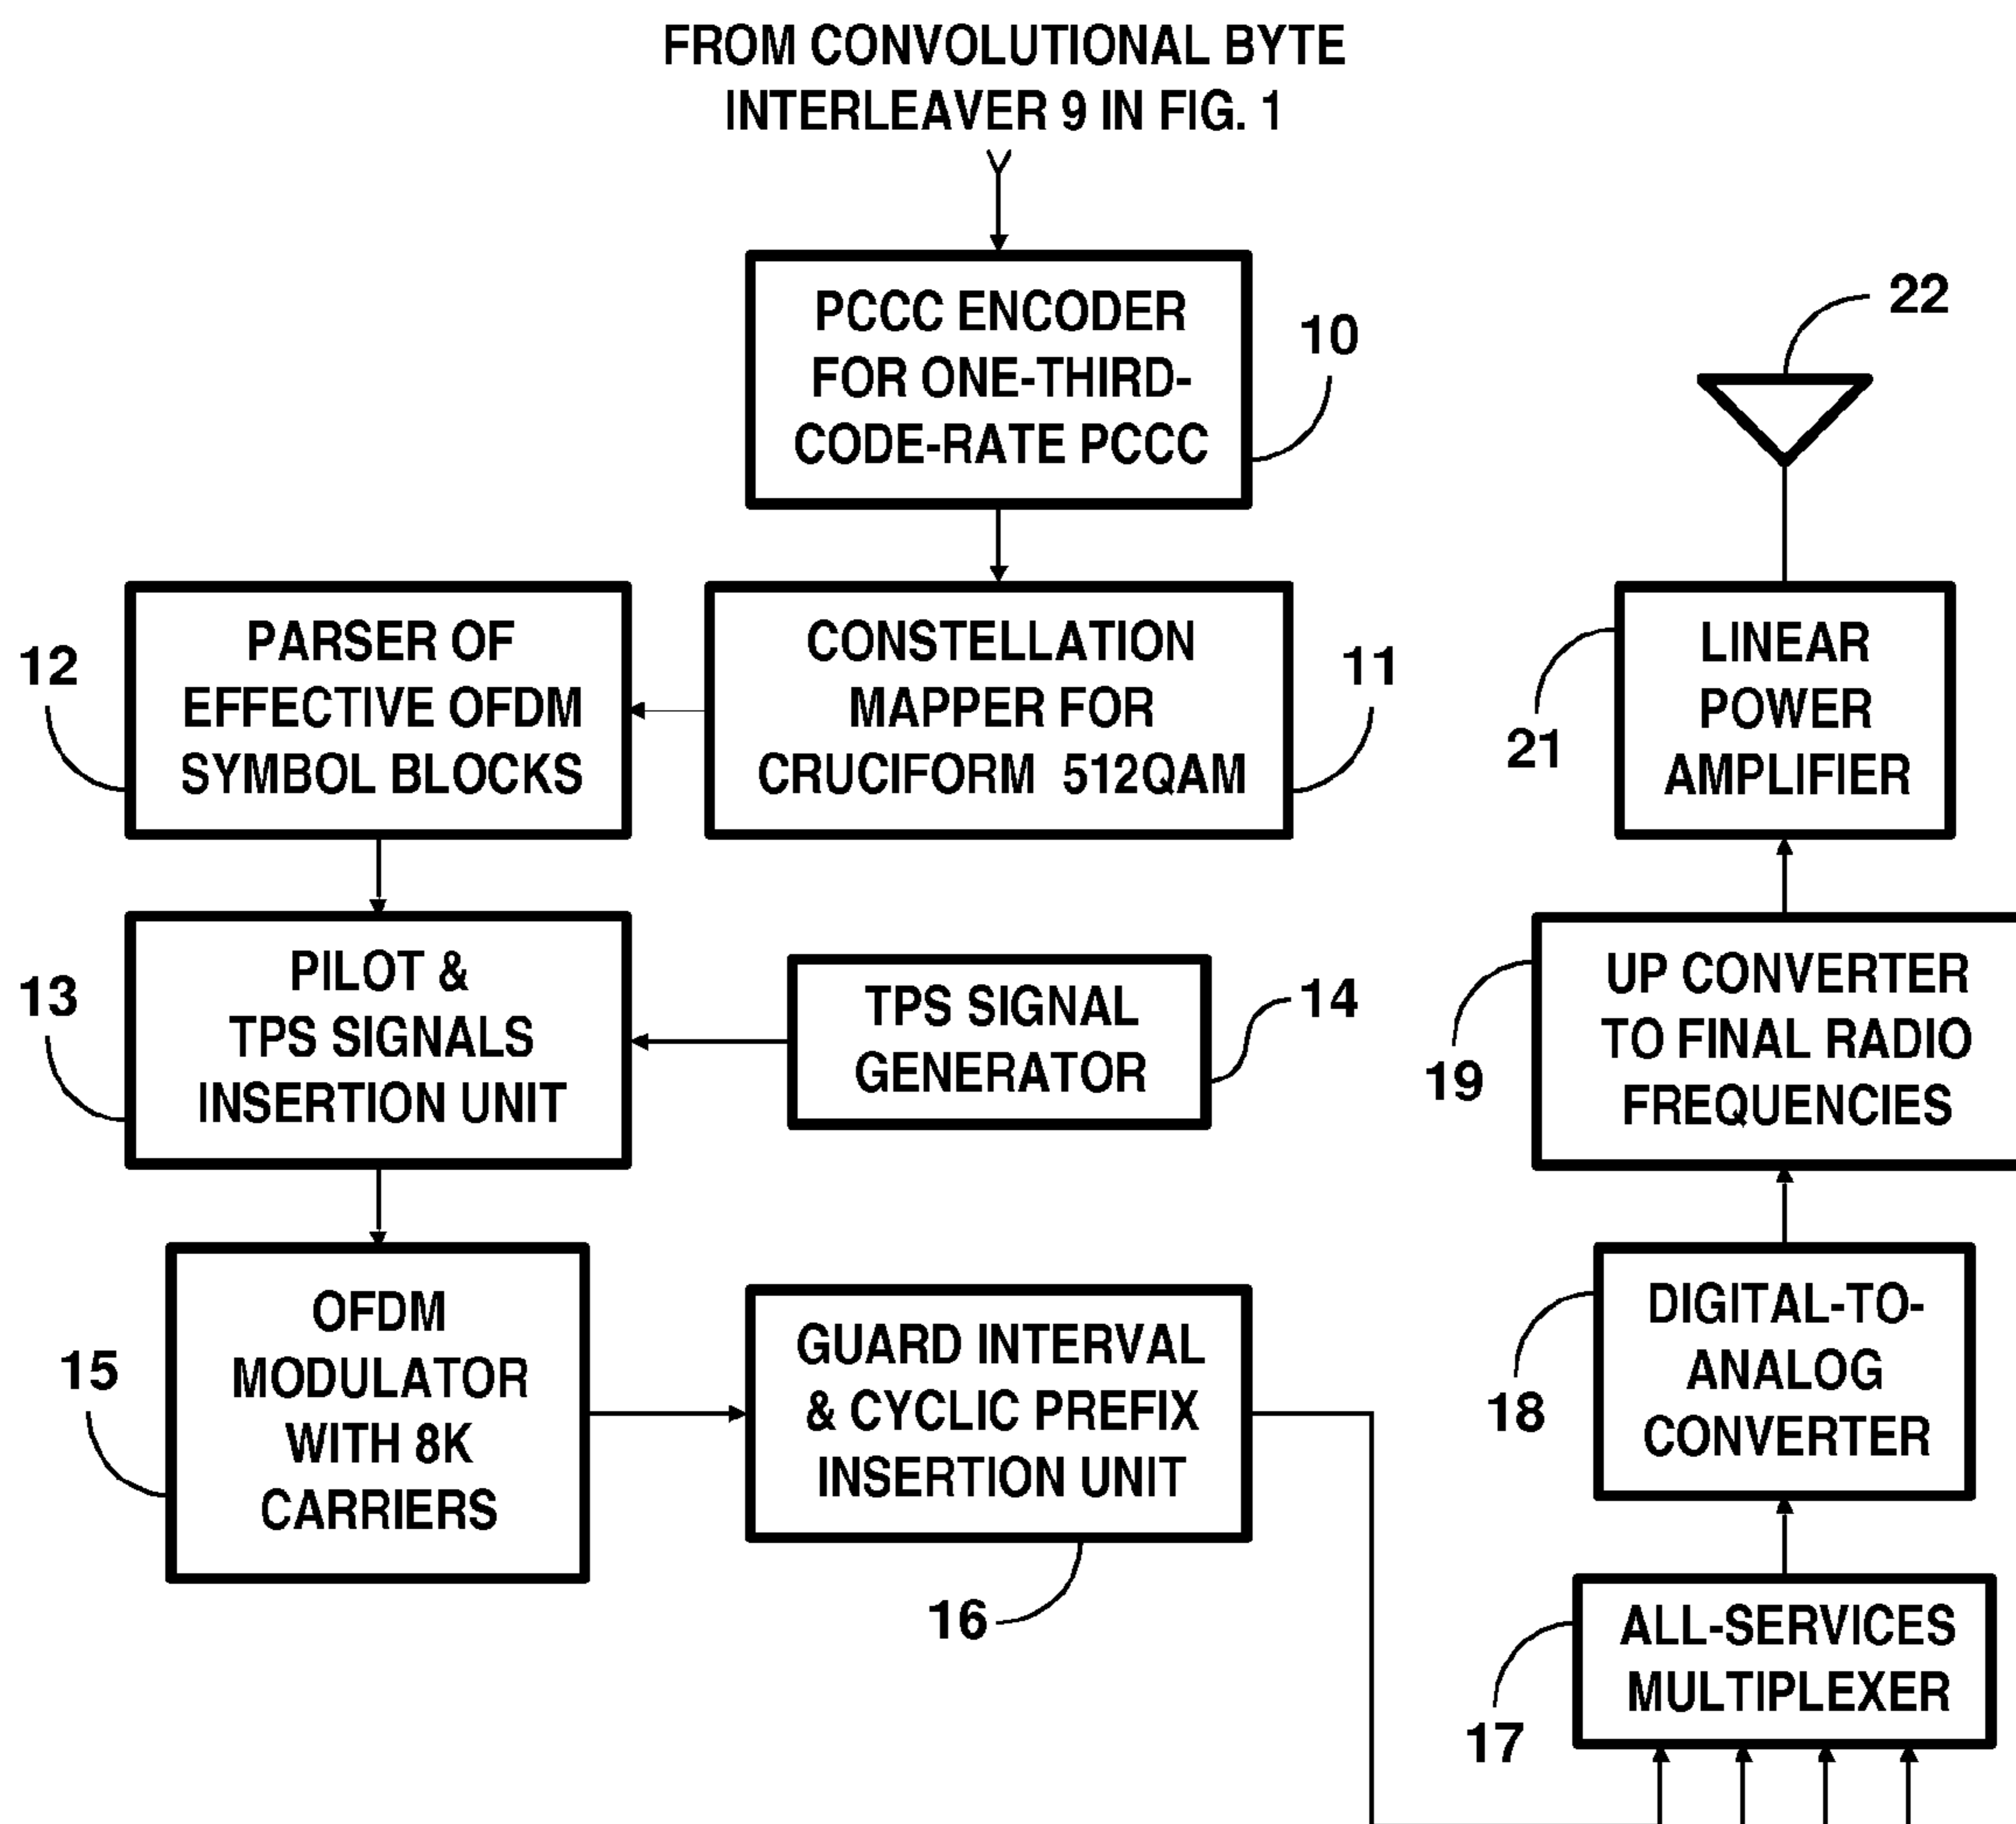 FROM CONVOLUTIONAL BYTE
INTERLEAVER 9 IN FIG. 1
PCCC ENCODER
FOR ONE-THIRD-
CODE-RATE PCCC
10
22
PARSER OF
EFFECTIVE OFDM
SYMBOL BLOCKS
12
CONSTELLATION
MAPPER FOR
CRUCIFORM 512QAM
11
LINEAR
POWER
AMPLIFIER
21
PILOT &
TPS SIGNALS
INSERTION UNIT
13
TPS SIGNAL
GENERATOR
14
UP CONVERTER
TO FINAL RADIO
FREQUENCIES
19
OFDM
MODULATOR
WITH 8K
CARRIERS
15
GUARD INTERVAL
& CYCLIC PREFIX
INSERTION UNIT
16
DIGITAL-TO-
ANALOG
CONVERTER
18
ALL-SERVICES
MULTIPLEXER
17